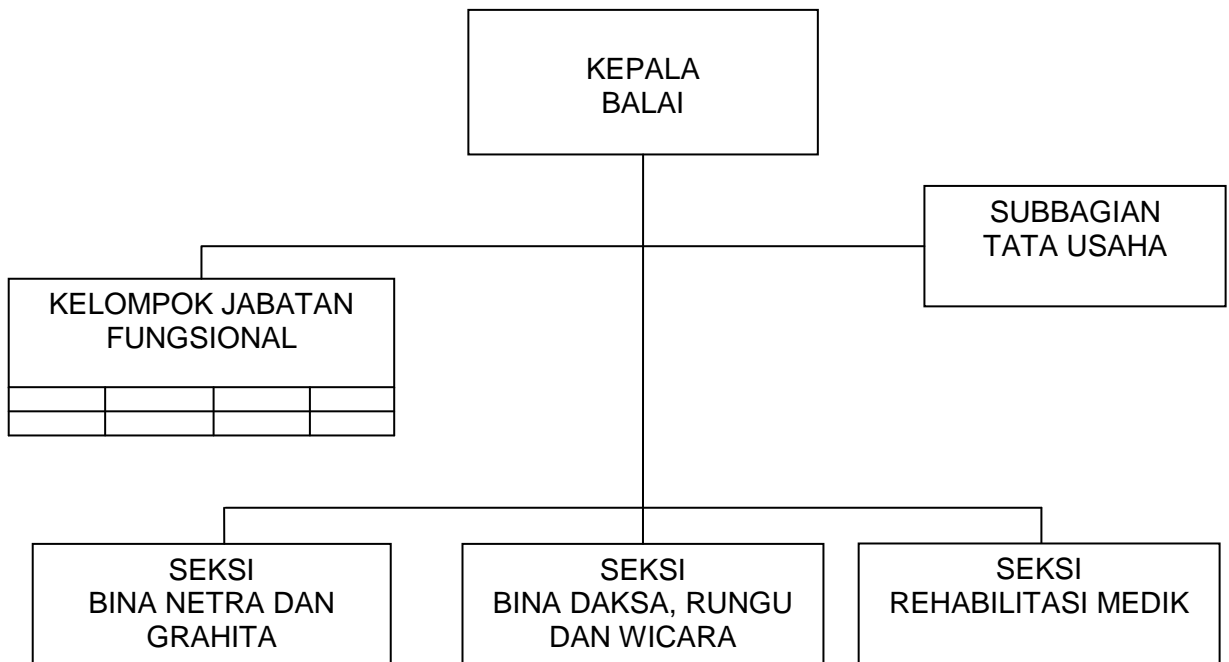 KEPALA
BALAI
SUBBAGIAN
TATA USAHA
KELOMPOK JABATAN
FUNGSIONAL
SEKSI
BINA NETRA DAN
GRAHITA
SEKSI
BINA DAKSA, RUNGU
DAN WICARA
SEKSI
REHABILITASI MEDIK